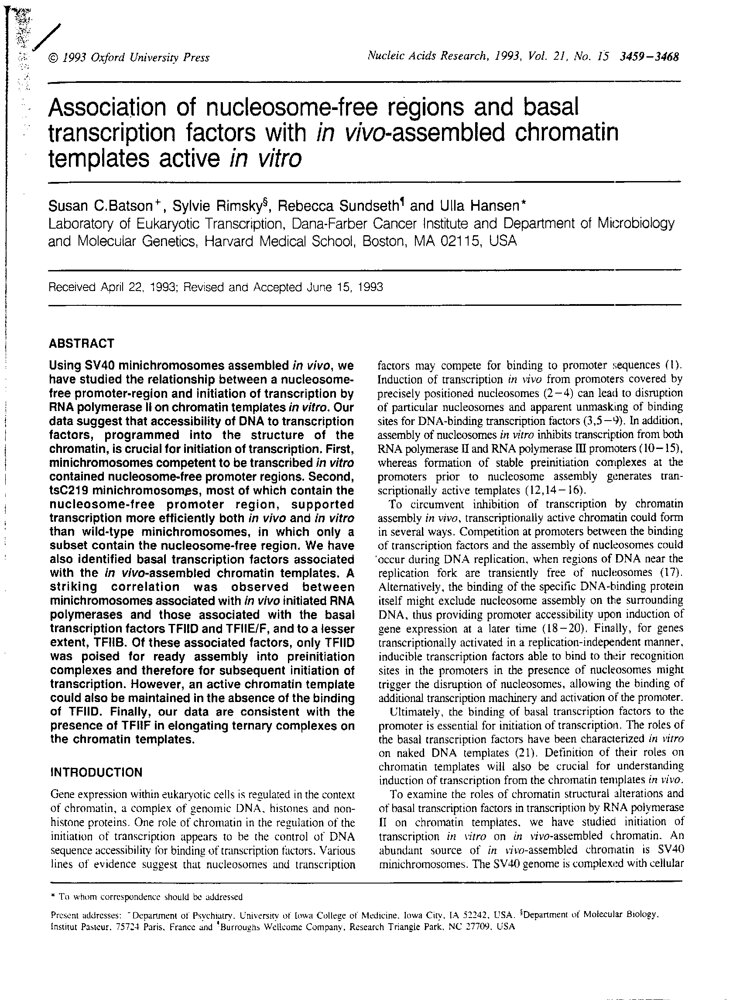 © 1993 Oxford University Press
Nucleic Acids Research, 1993, Vol. 21, No. 15 3459–3468
Association of nucleosome-free regions and basal
transcription factors with in vivo-assembled chromatin
templates active in vitro
Susan C.Batson+, Sylvie Rimsky§, Rebecca Sundseth¶ and Ulla Hansen*
Laboratory of Eukaryotic Transcription, Dana-Farber Cancer Institute and Department of Microbiology
and Molecular Genetics, Harvard Medical School, Boston, MA 02115, USA
Received April 22, 1993; Revised and Accepted June 15, 1993
ABSTRACT
Using SV40 minichromosomes assembled in vivo, we
have studied the relationship between a nucleosome-
free promoter-region and initiation of transcription by
RNA polymerase II on chromatin templates in vitro. Our
data suggest that accessibility of DNA to transcription
factors, programmed into the structure of the
chromatin, is crucial for initiation of transcription. First,
minichromosomes competent to be transcribed in vitro
contained nucleosome-free promoter regions. Second,
tsC219 minichromosomes, most of which contain the
nucleosome-free promoter region, supported
transcription more efficiently both in vivo and in vitro
than wild-type minichromosomes, in which only a
subset contain the nucleosome-free region. We have
also identified basal transcription factors associated
with the in vivo-assembled chromatin templates. A
striking correlation was observed between
minichromosomes associated with in vivo initiated RNA
polymerases and those associated with the basal
transcription factors TFIID and TFIIE/F, and to a lesser
extent, TFIIB. Of these associated factors, only TFIID
was poised for ready assembly into preinitiation
complexes and therefore for subsequent initiation of
transcription. However, an active chromatin template
could also be maintained in the absence of the binding
of TFIID. Finally, our data are consistent with the
presence of TFIIF in elongating ternary complexes on
the chromatin templates.
INTRODUCTION
Gene expression within eukaryotic cells is regulated in the context
of chromatin, a complex of genomic DNA, histones and non-
histone proteins. One role of chromatin in the regulation of the
initiation of transcription appears to be the control of DNA
sequence accessibility for binding of transcription factors. Various
lines of evidence suggest that nucleosomes and transcription
factors may compete for binding to promoter sequences (1).
Induction of transcription in vivo from promoters covered by
precisely positioned nucleosomes (2–4) can lead to disruption
of particular nucleosomes and apparent unmasking of binding
sites for DNA-binding transcription factors (3,5–9). In addition,
assembly of nucleosomes in vitro inhibits transcription from both
RNA polymerase II and RNA polymerase III promoters (10–15),
whereas formation of stable preinitiation complexes at the
promoters prior to nucleosome assembly generates tran-
scriptionally active templates (12,14–16).
To circumvent inhibition of transcription by chromatin
assembly in vivo, transcriptionally active chromatin could form
in several ways. Competition at promoters between the binding
of transcription factors and the assembly of nucleosomes could
occur during DNA replication, when regions of DNA near the
replication fork are transiently free of nucleosomes (17).
Alternatively, the binding of the specific DNA-binding protein
itself might exclude nucleosome assembly on the surrounding
DNA, thus providing promoter accessibility upon induction of
gene expression at a later time (18–20). Finally, for genes
transcriptionally activated in a replication-independent manner,
inducible transcription factors able to bind to their recognition
sites in the promoters in the presence of nucleosomes might
trigger the disruption of nucleosomes, allowing the binding of
additional transcription machinery and activation of the promoter.
Ultimately, the binding of basal transcription factors to the
promoter is essential for initiation of transcription. The roles of
the basal transcription factors have been characterized in vitro
on naked DNA templates (21). Definition of their roles on
chromatin templates will also be crucial for understanding
induction of transcription from the chromatin templates in vivo.
To examine the roles of chromatin structural alterations and
of basal transcription factors in transcription by RNA polymerase
II on chromatin templates, we have studied initiation of
transcription in vitro on in vivo-assembled chromatin. An
abundant source of in vivo-assembled chromatin is SV40
minichromosomes. The SV40 genome is complexed with cellular
* To whom correspondence should be addressed
Present addresses: +Department of Psychiatry, University of Iowa College of Medicine, Iowa City, IA 52242, USA, §Department of Molecular Biology,
Institut Pasteur, 75724 Paris, France and ¶Burroughs Wellcome Company, Research Triangle Park, NC 27709, USA